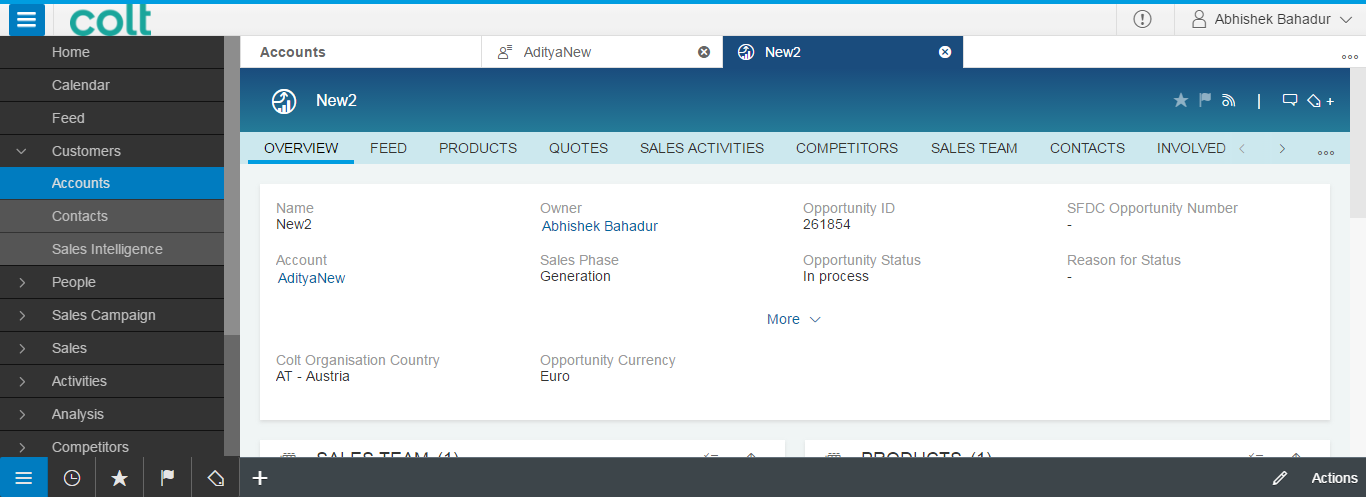 colt
Abhishek Bahadur
Home
Calendar
Feed
Customers
Accounts
Contacts
Sales Intelligence
People
Sales Campaign
Sales
Activities
Analysis
Competitors
Accounts AdityaNew New2
New2
OVERVIEW FEED PRODUCTS QUOTES SALES ACTIVITIES COMPETITORS SALES TEAM CONTACTS INVOLVED
Name Owner Opportunity ID SFDC Opportunity Number
New2 Abhishek Bahadur 261854 -
Account Sales Phase Opportunity Status Reason for Status
AdityaNew Generation In process -
More
Colt Organisation Country Opportunity Currency
AT - Austria Euro
SALES TEAM (1) PRODUCTS (1)
Actions